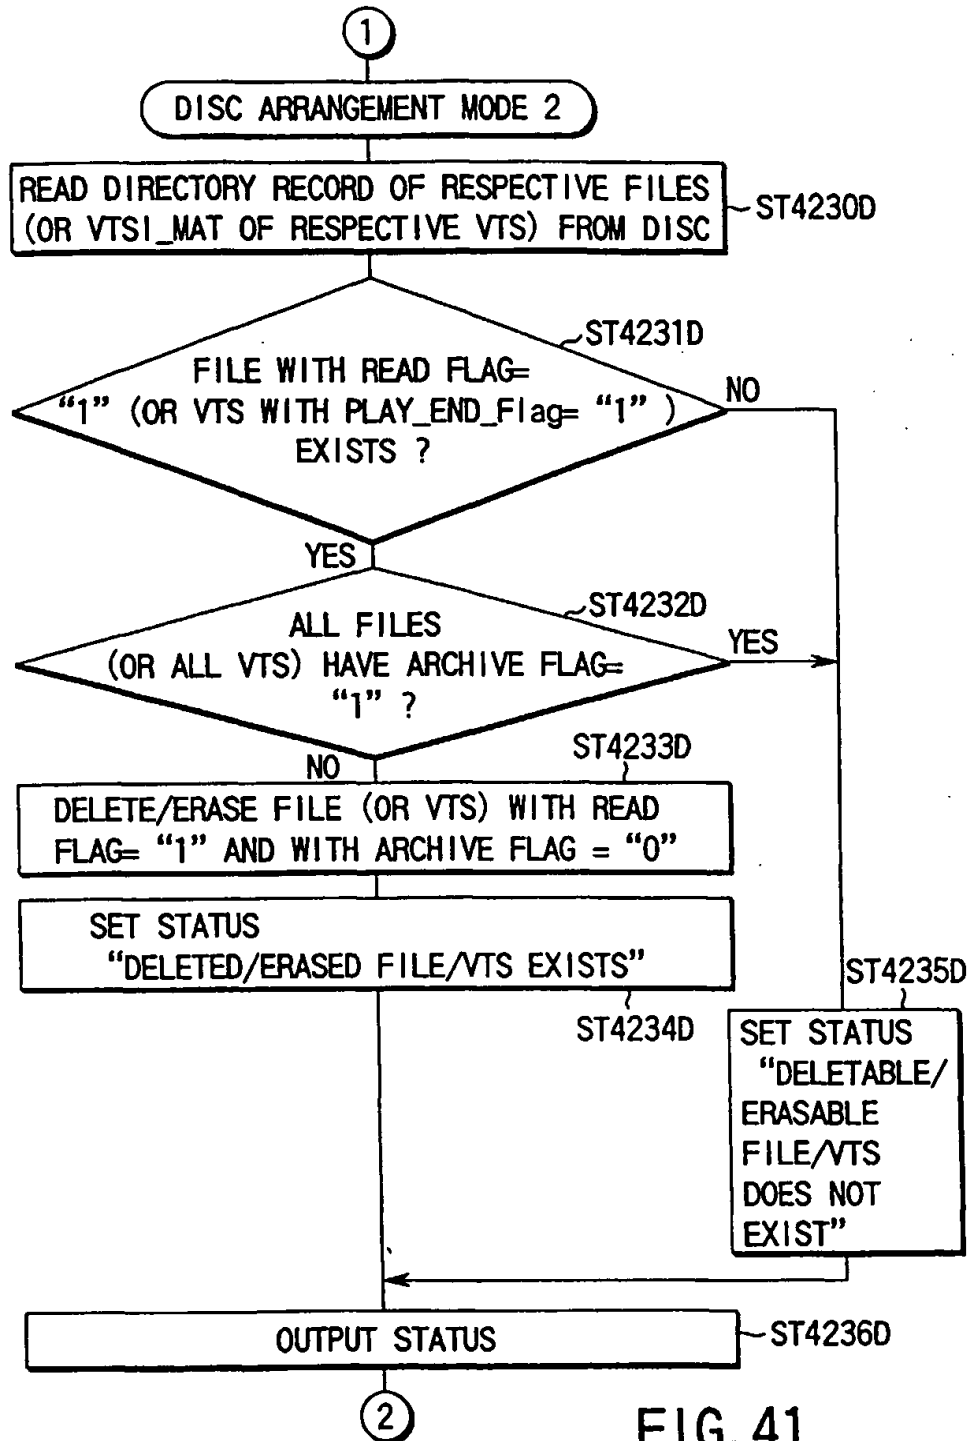 1
DISC ARRANGEMENT MODE 2
READ DIRECTORY RECORD OF RESPECTIVE FILES
(OR VTSI_MAT OF RESPECTIVE VTS) FROM DISC
ST4230D
ST4231D
FILE WITH READ FLAG=
“1” (OR VTS WITH PLAY_END_Flag= “1” )
EXISTS ?
NO
YES
ST4232D
ALL FILES
(OR ALL VTS) HAVE ARCHIVE FLAG=
“1” ?
YES
NO
ST4233D
DELETE/ERASE FILE (OR VTS) WITH READ
FLAG= “1” AND WITH ARCHIVE FLAG = “0”
SET STATUS
“DELETED/ERASED FILE/VTS EXISTS”
ST4234D
ST4235D
SET STATUS
“DELETABLE/
ERASABLE
FILE/VTS
DOES NOT
EXIST”
OUTPUT STATUS
ST4236D
2
FIG. 41